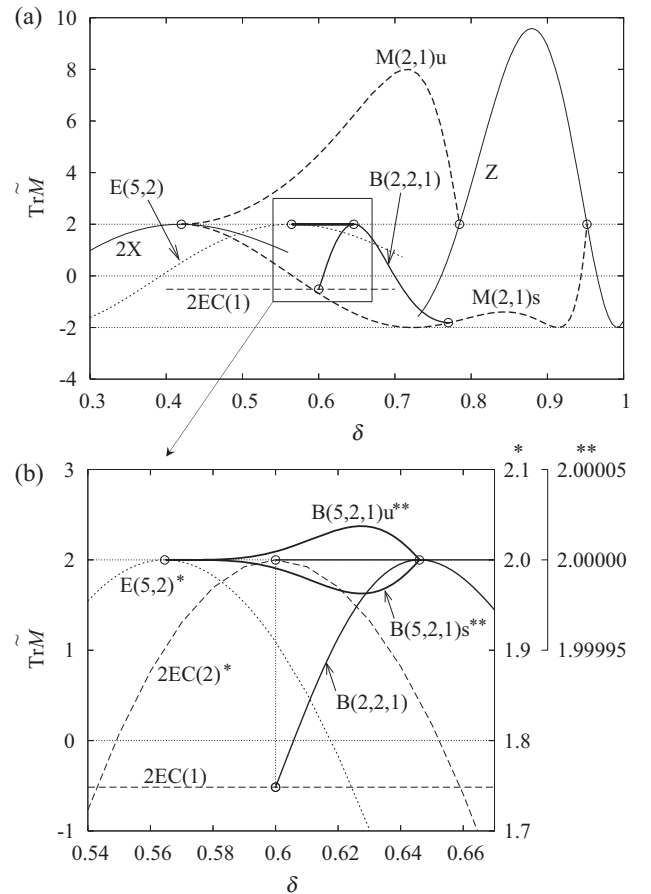 (a)
10
8
6
4
2
0
-2
-4
Tr̃M
M(2,1)u
E(5,2)
B(2,2,1)
Z
2X
2EC(1)
M(2,1)s
0.3 0.4 0.5 0.6 0.7 0.8 0.9 1
δ
(b)
* **
3 2.1 2.00005
B(5,2,1)u**
2 2.0 2.00000
E(5,2)*
B(5,2,1)s**
2EC(2)*
1 1.9 1.99995
B(2,2,1)
Tr̃M
0 1.8
2EC(1)
-1 1.7
0.54 0.56 0.58 0.6 0.62 0.64 0.66
δ